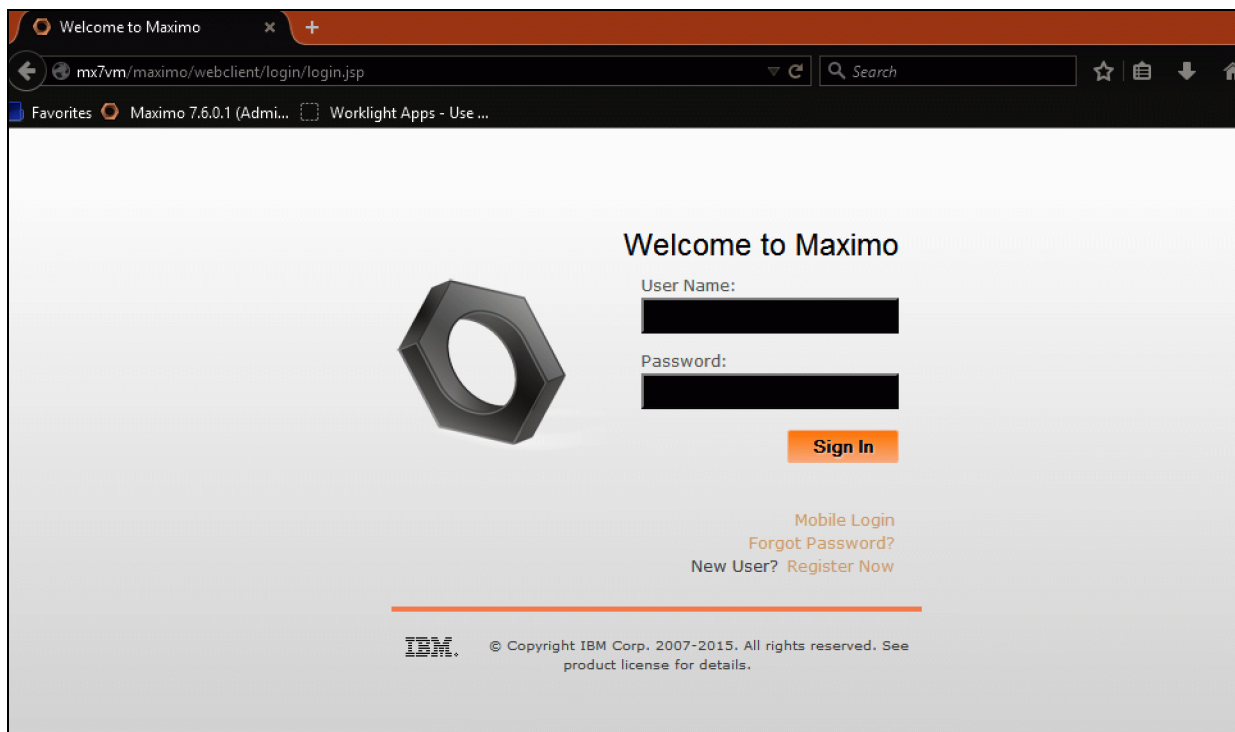 Welcome to Maximo
mx7vm/maximo/webclient/login/login.jsp
Search
Favorites
Maximo 7.6.0.1 (Admi...
Worklight Apps - Use ...
Welcome to Maximo
User Name:
Password:
Sign In
Mobile Login
Forgot Password?
New User? Register Now
IBM.
© Copyright IBM Corp. 2007-2015. All rights reserved. See
product license for details.